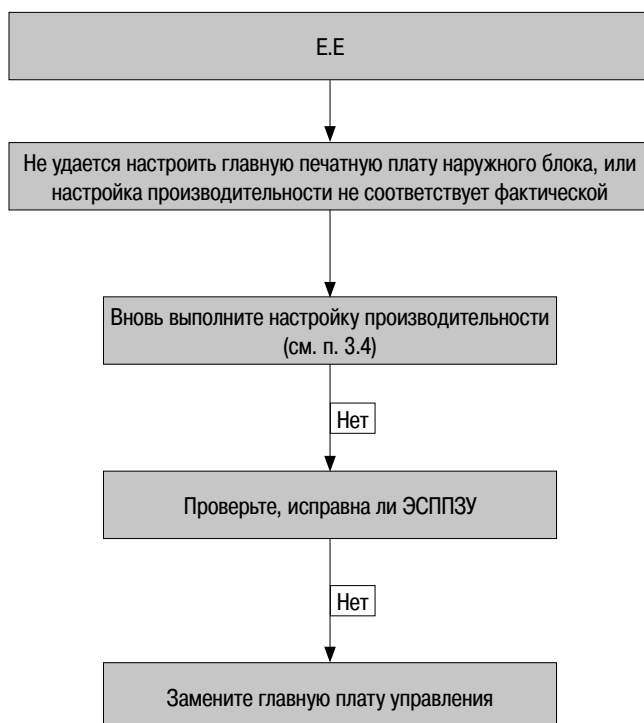 E.E
Не удается настроить главную печатную плату наружного блока, или
настройка производительности не соответствует фактической
Вновь выполните настройку производительности
(см. п. 3.4)
Нет
Проверьте, исправна ли ЭСППЗУ
Нет
Замените главную плату управления